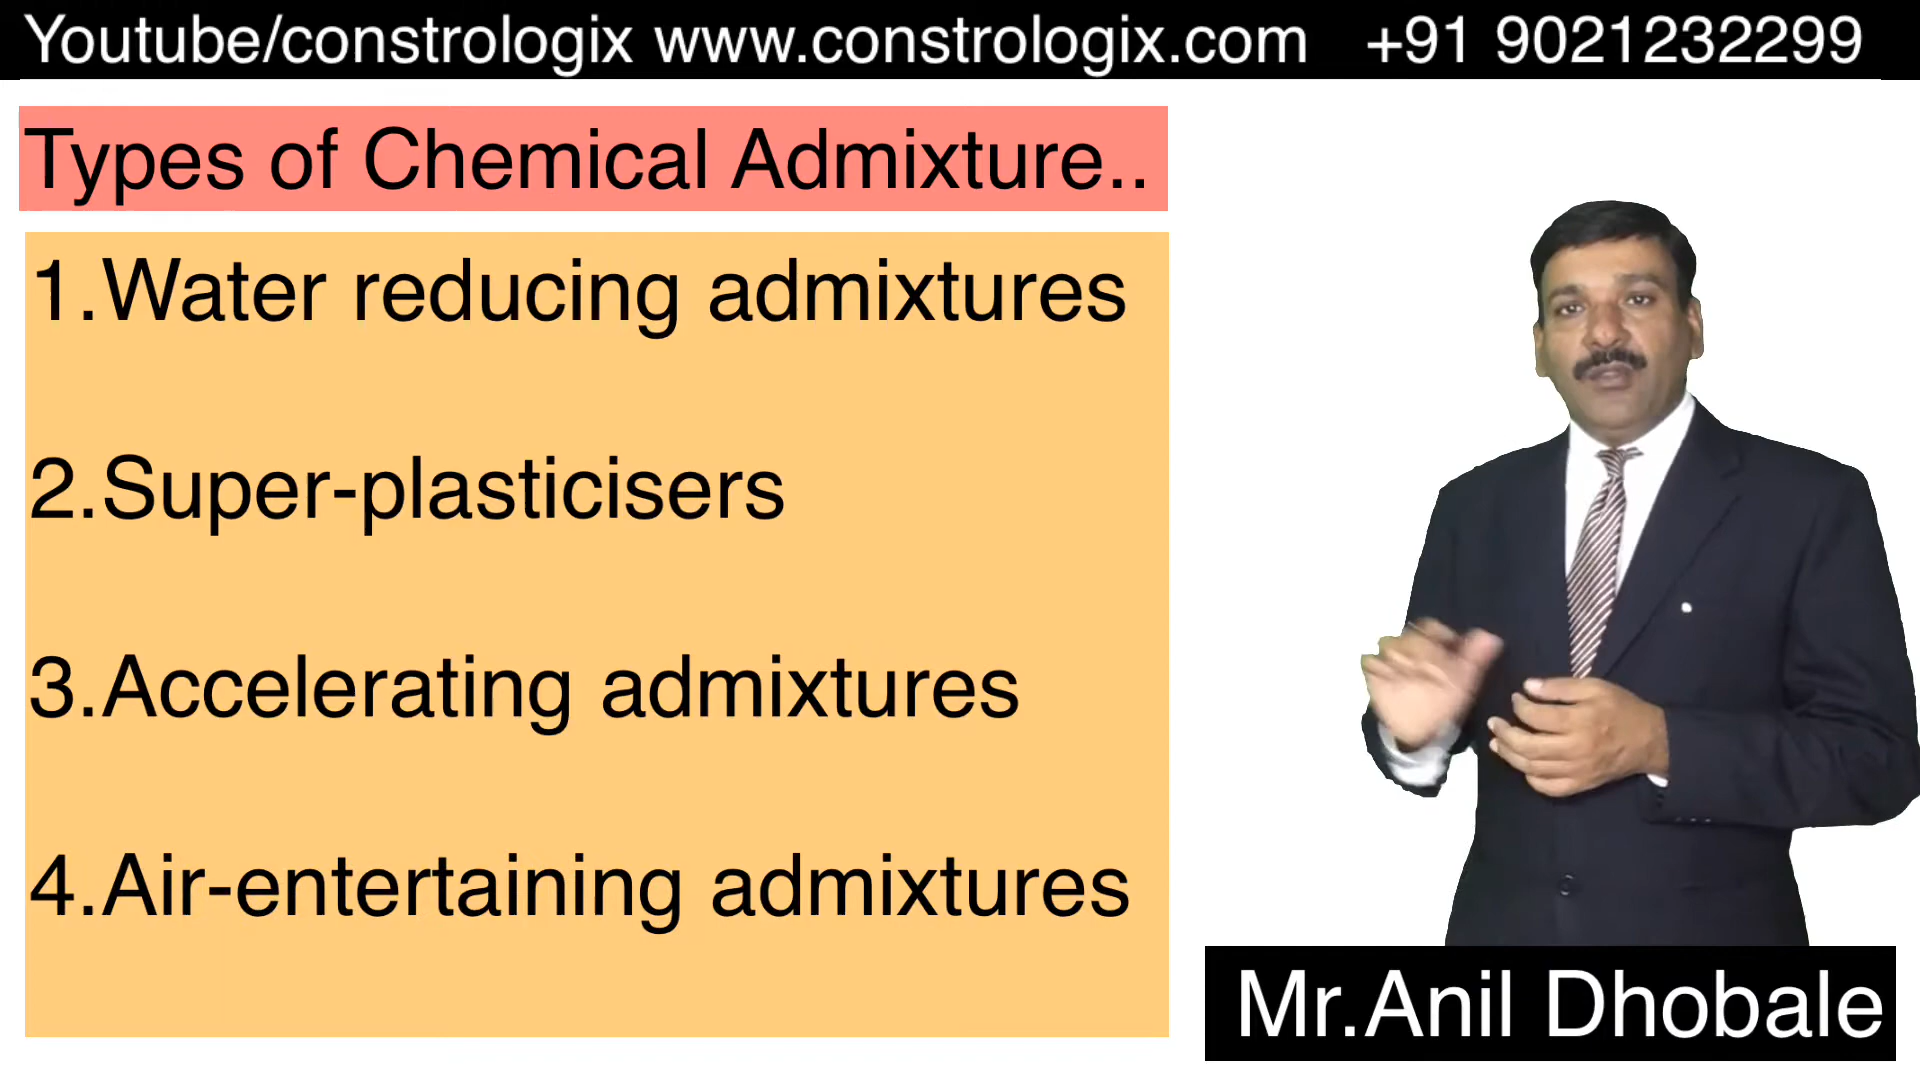 Youtube/constrologix www.constrologix.com +91 9021232299
Types of Chemical Admixture..
1.Water reducing admixtures
2.Super-plasticisers
3.Accelerating admixtures
4.Air-entertaining admixtures
Mr.Anil Dhobale